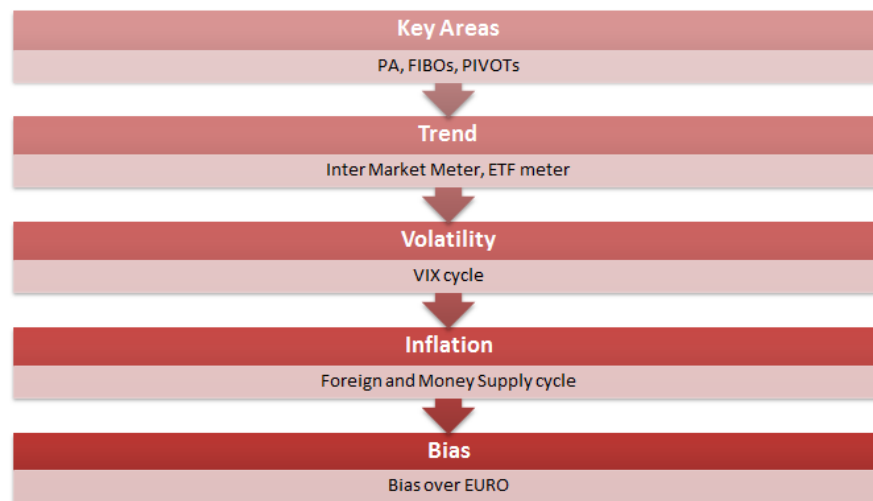 Key Areas
PA, FIBOs, PIVOTs
Trend
Inter Market Meter, ETF meter
Volatility
VIX cycle
Inflation
Foreign and Money Supply cycle
Bias
Bias over EURO